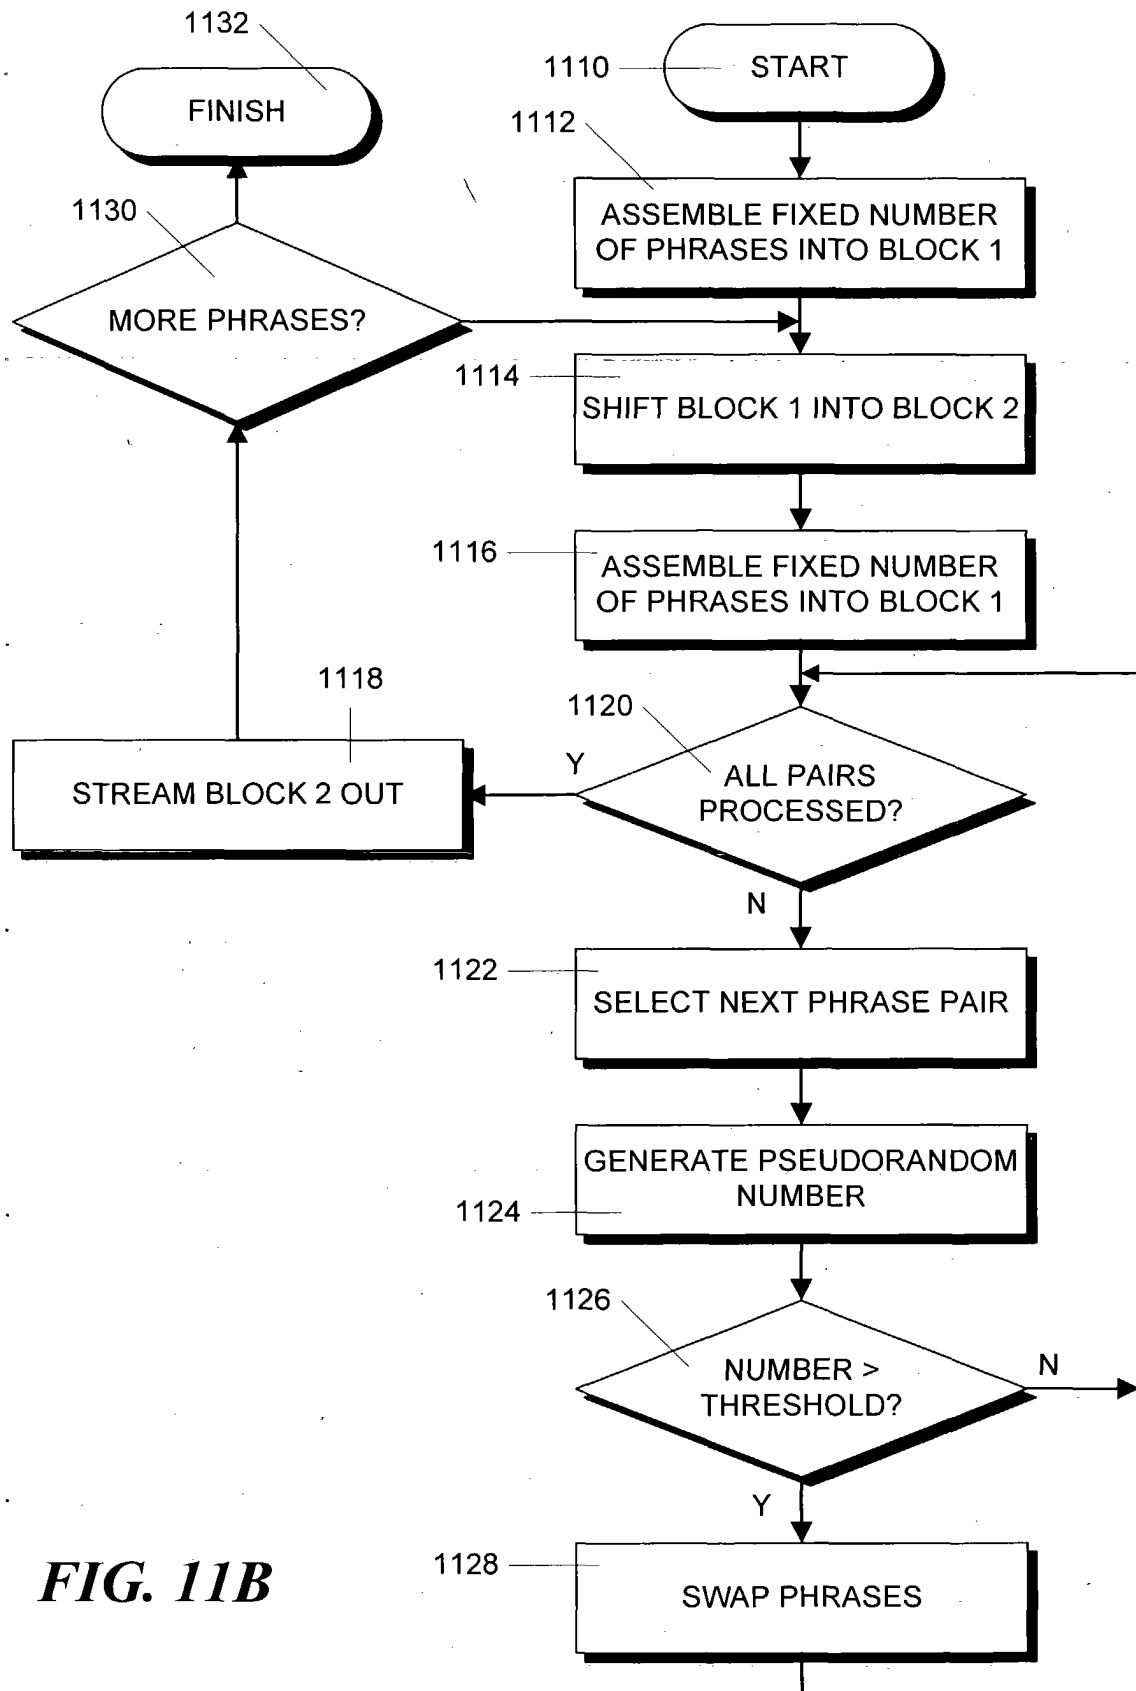 1132
FINISH
1130
MORE PHRASES?
1110
START
1112
ASSEMBLE FIXED NUMBER
OF PHRASES INTO BLOCK 1
1114
SHIFT BLOCK 1 INTO BLOCK 2
1116
ASSEMBLE FIXED NUMBER
OF PHRASES INTO BLOCK 1
1118
STREAM BLOCK 2 OUT
Y
1120
ALL PAIRS
PROCESSED?
N
1122
SELECT NEXT PHRASE PAIR
GENERATE PSEUDORANDOM
NUMBER
1124
1126
NUMBER >
THRESHOLD?
N
Y
1128
SWAP PHRASES
FIG. 11B